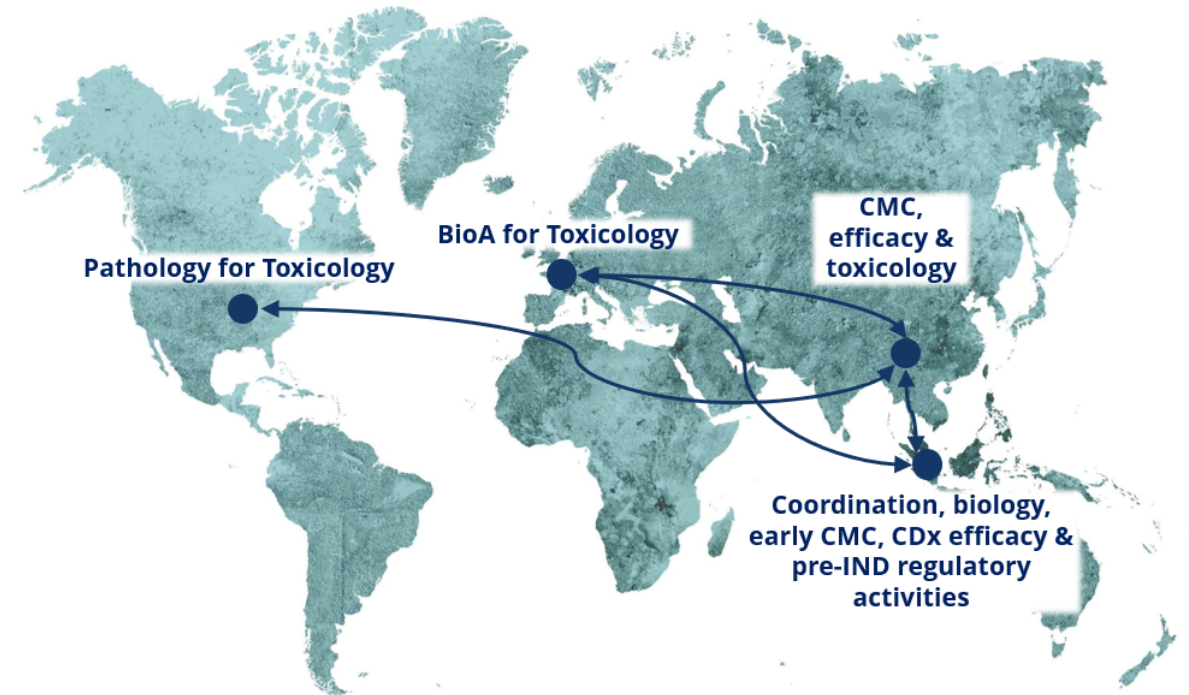 Pathology for Toxicology
BioA for Toxicology
CMC,
efficacy &
toxicology
Coordination, biology,
early CMC, CDx efficacy &
pre-IND regulatory
activities